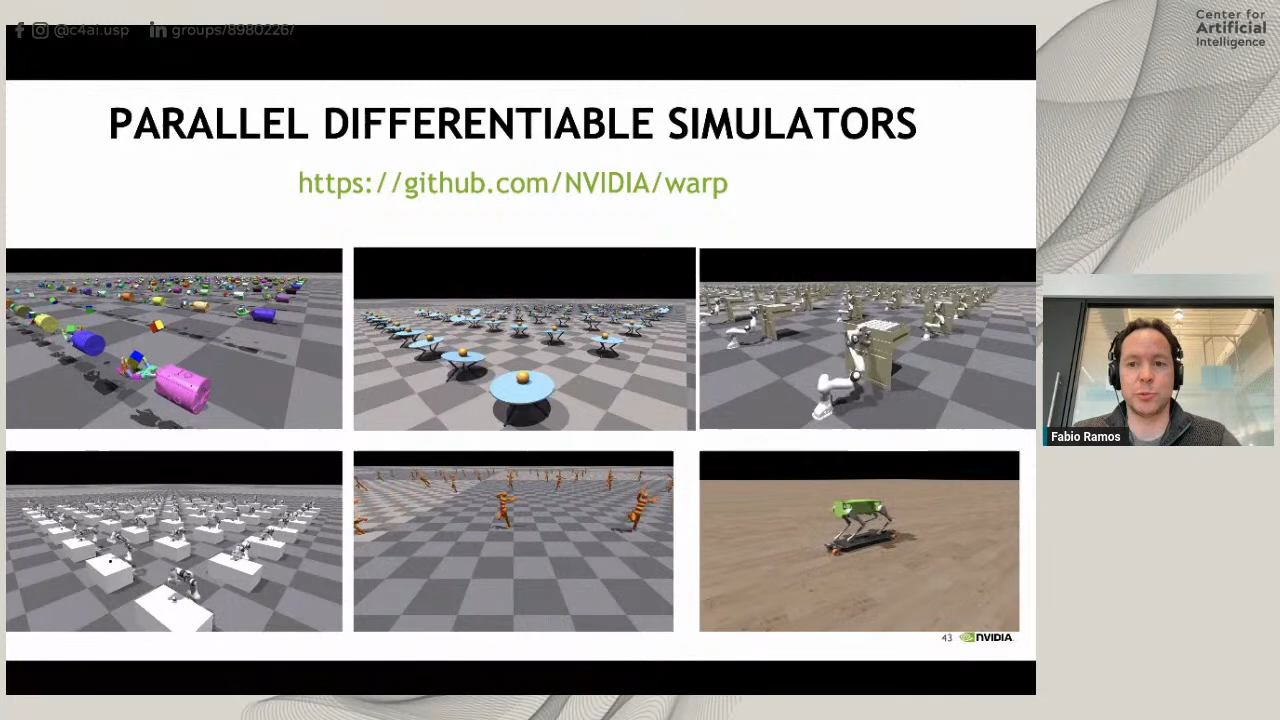 @c4ai.usp groups/8980226/
Center for
Artificial
Intelligence
PARALLEL DIFFERENTIABLE SIMULATORS
https://github.com/NVIDIA/warp
Fabio Ramos
43 NVIDIA.